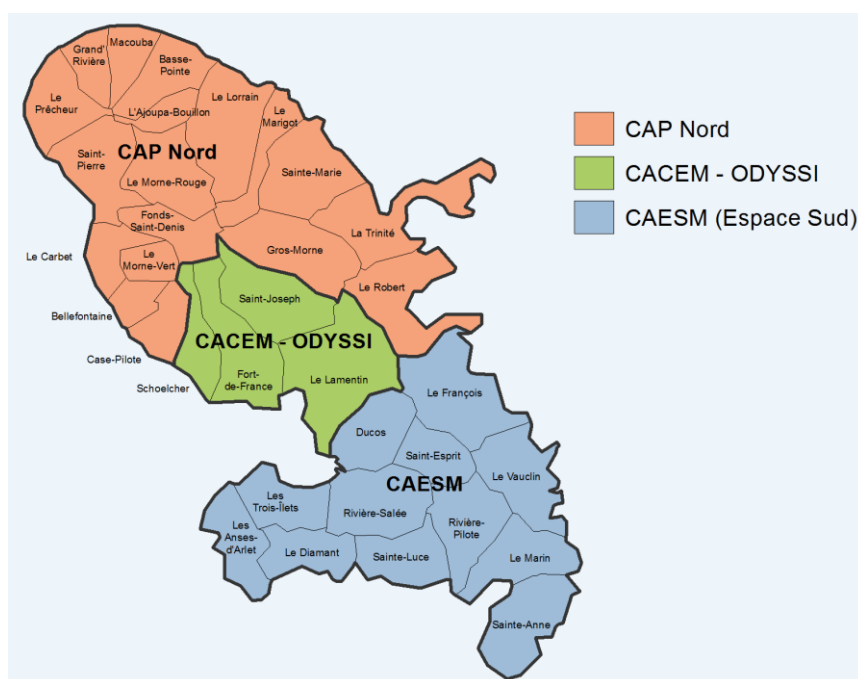 Grand'
Rivière
Macouba
Basse-
Pointe
Le
Prêcheur
L'Ajoupa-Bouillon
Le Lorrain
Le
Marigot
Saint-
Pierre
CAP Nord
Le Morne-Rouge
Sainte-Marie
Fonds-
Saint-Denis
La Trinité
Gros-Morne
Le Carbet
Le
Morne-Vert
Le Robert
Bellefontaine
Saint-Joseph
Case-Pilote
CACEM - ODYSSI
Schoelcher
Fort-
de-France
Le Lamentin
Le François
Ducos
Saint-Esprit
Le Vauclin
CAESM
Les
Trois-Îlets
Rivière-Salée
Rivière-
Pilote
Les
Anses-
d'Arlet
Le Diamant
Sainte-Luce
Le Marin
Sainte-Anne
CAP Nord
CACEM - ODYSSI
CAESM (Espace Sud)